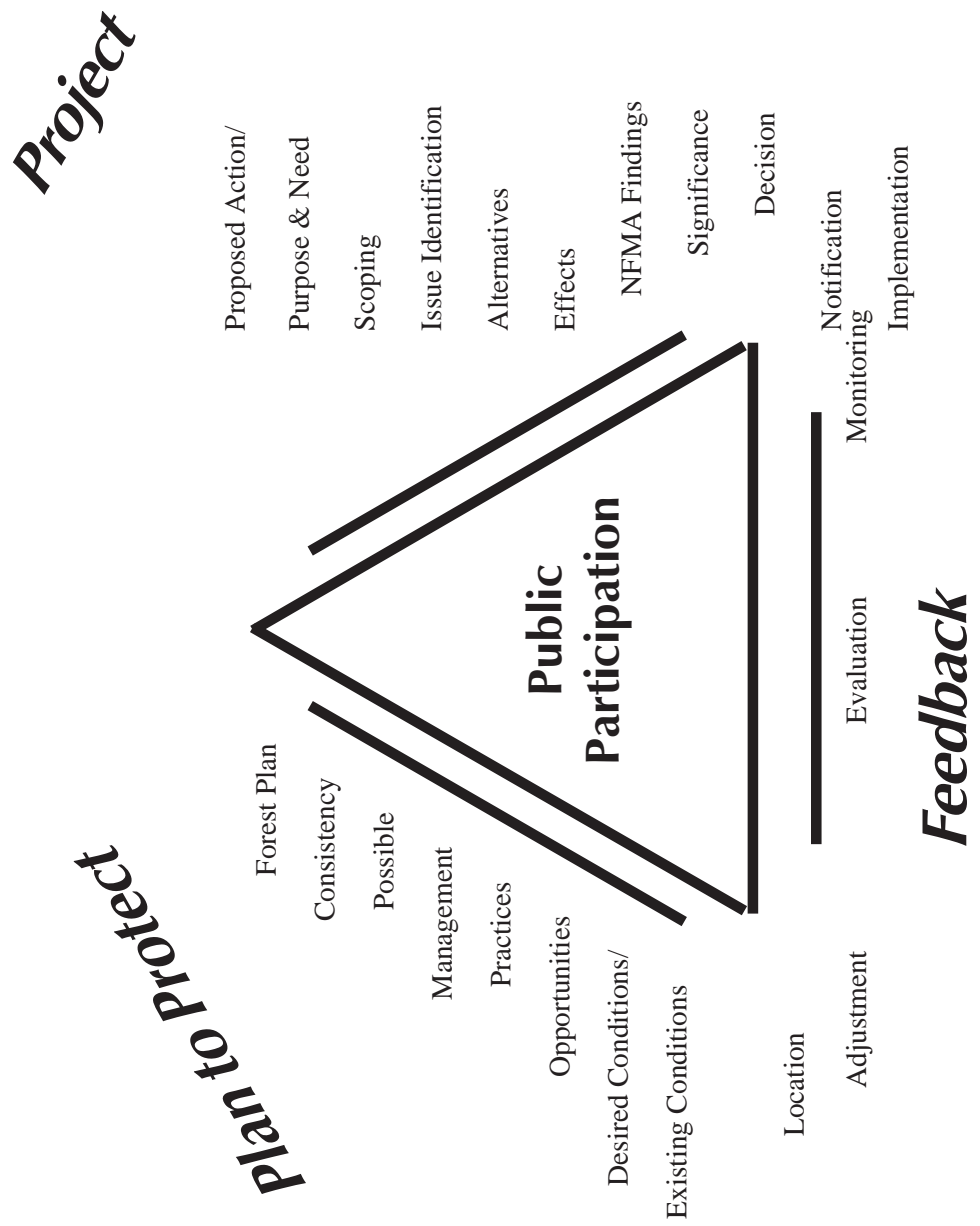 Plan to Protect
Forest Plan
Consistency
Possible
Management
Practices
Opportunities
Desired Conditions/
Existing Conditions
Location
Project
Proposed Action/
Purpose & Need
Scoping
Issue Identification
Alternatives
Effects
NFMA Findings
Significance
Decision
Notification
Implementation
Public
Participation
Adjustment
Evaluation
Monitoring
Feedback